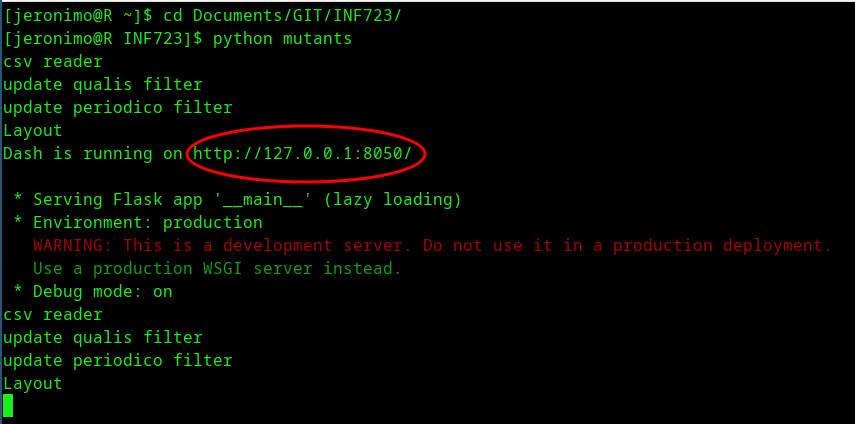 [jeronimo@R ~]$ cd Documents/GIT/INF723/
[jeronimo@R INF723]$ python mutants
csv reader
update qualis filter
update periodico filter
Layout
Dash is running on http://127.0.0.1:8050/
* Serving Flask app '__main__' (lazy loading)
* Environment: production
WARNING: This is a development server. Do not use it in a production deployment.
Use a production WSGI server instead.
* Debug mode: on
csv reader
update qualis filter
update periodico filter
Layout